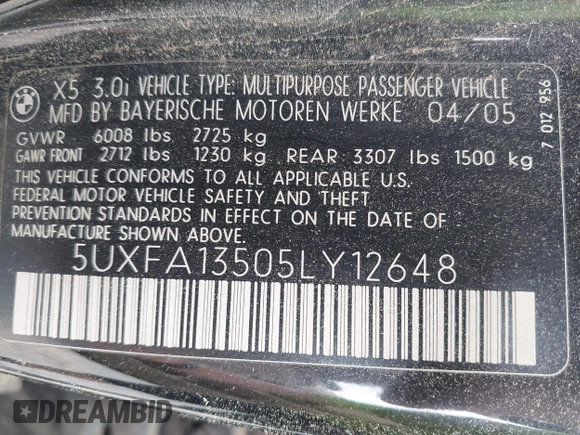 X5 3.0i VEHICLE TYPE: MULTIPURPOSE PASSENGER VEHICLE
MFD BY BAYERISCHE MOTOREN WERKE 04/05
GVWR 6008 lbs 2725 kg
GAWR FRONT 2712 lbs 1230 kg REAR 3307 lbs 1500 kg
THIS VEHICLE CONFORMS TO ALL APPLICABLE U.S.
FEDERAL MOTOR VEHICLE SAFETY AND THEFT
PREVENTION STANDARDS IN EFFECT ON THE DATE OF
MANUFACTURE SHOWN ABOVE.
5UXFA13505LY12648
7 012 956
DREAMBID